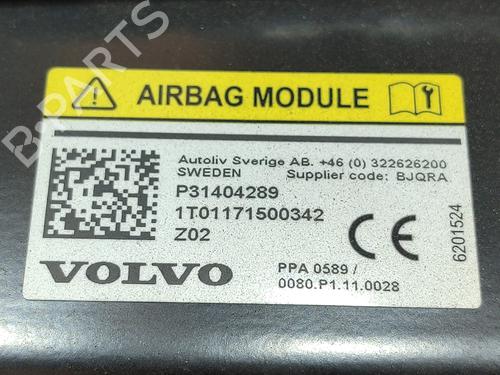 B-PARTS
AIRBAG MODULE
Autoliv Sverige AB. +46 (0) 322626200
SWEDEN Supplier code: BJQRA
P31404289
1T01171500342
Z02
CE
VOLVO
PPA 0589 /
0080.P1.11.0028
6201524